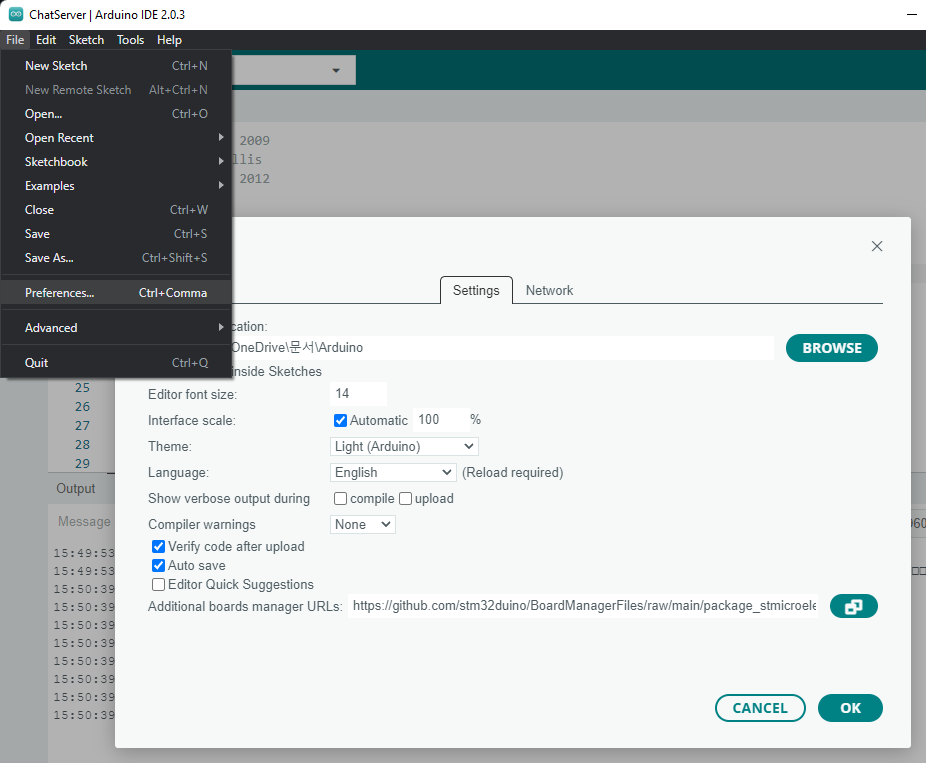 ChatServer | Arduino IDE 2.0.3
File Edit Sketch Tools Help
New Sketch Ctrl+N
New Remote Sketch Alt+Ctrl+N
Open... Ctrl+O
Open Recent
Sketchbook
Examples
Close Ctrl+W
Save Ctrl+S
Save As... Ctrl+Shift+S
Preferences... Ctrl+Comma
Advanced
Quit Ctrl+Q
2009
llis
2012
Settings Network
cation:
OneDrive\문서\Arduino
BROWSE
inside Sketches
Editor font size: 14
Interface scale: Automatic 100 %
Theme: Light (Arduino)
Language: English (Reload required)
Show verbose output during compile upload
Compiler warnings None
Verify code after upload
Auto save
Editor Quick Suggestions
Additional boards manager URLs: https://github.com/stm32duino/BoardManagerFiles/raw/main/package_stmicroele
CANCEL OK
25
26
27
28
29
Output
Message
960
15:49:53
15:49:53
15:50:39
15:50:39
15:50:39
15:50:39
15:50:39
15:50:39
15:50:39
15:50:39